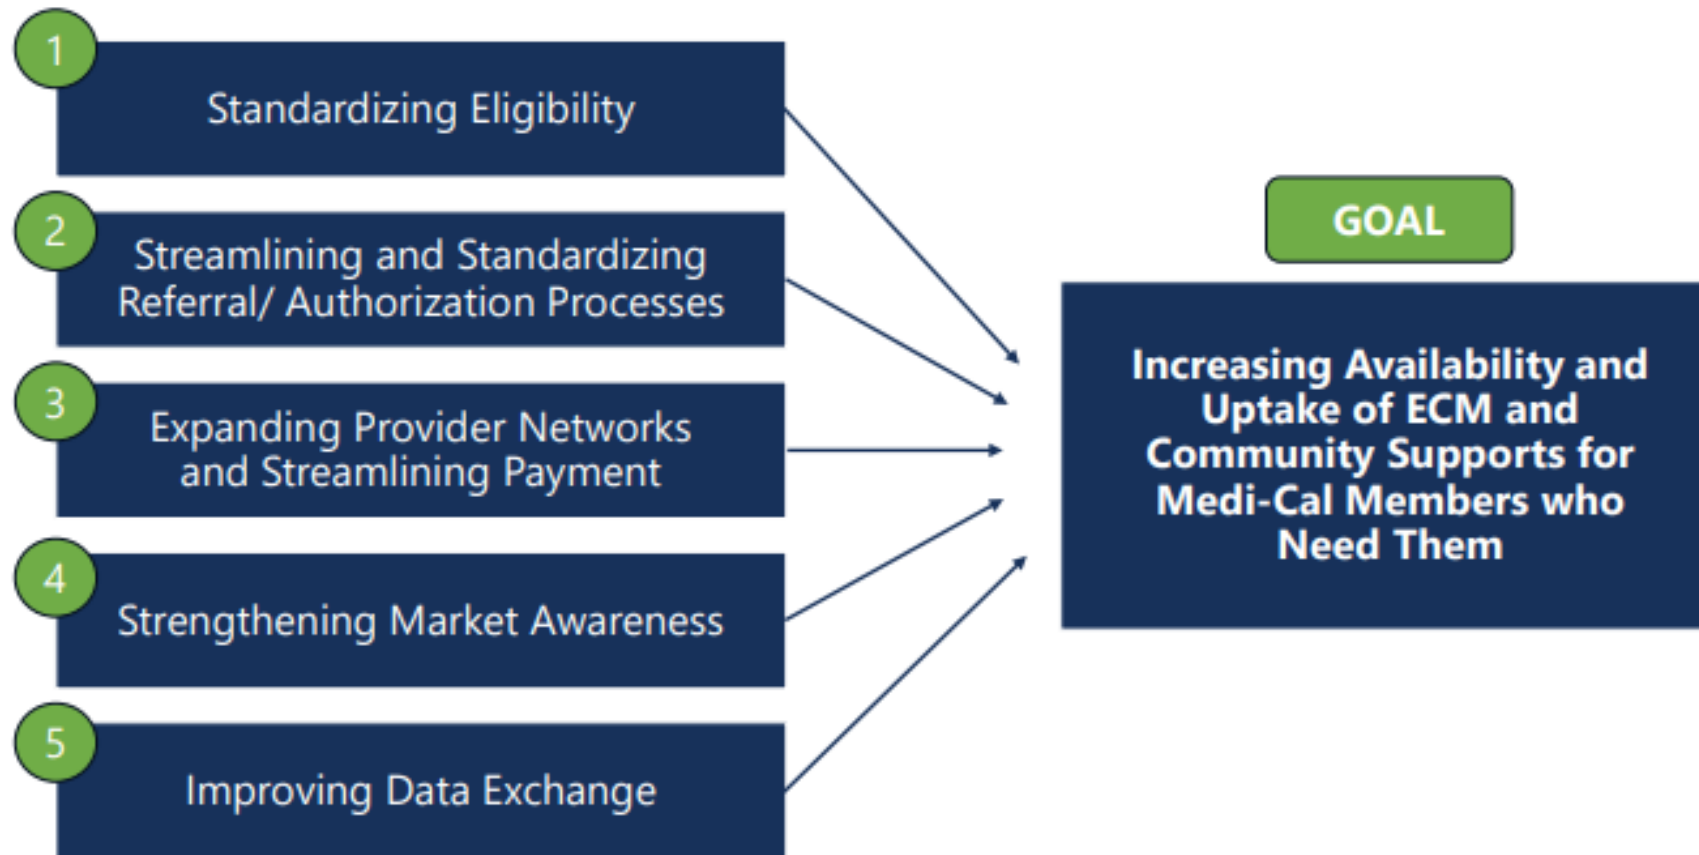 1
Standardizing Eligibility
2
Streamlining and Standardizing
Referral/ Authorization Processes
3
Expanding Provider Networks
and Streamlining Payment
4
Strengthening Market Awareness
5
Improving Data Exchange
GOAL
Increasing Availability and
Uptake of ECM and
Community Supports for
Medi-Cal Members who
Need Them